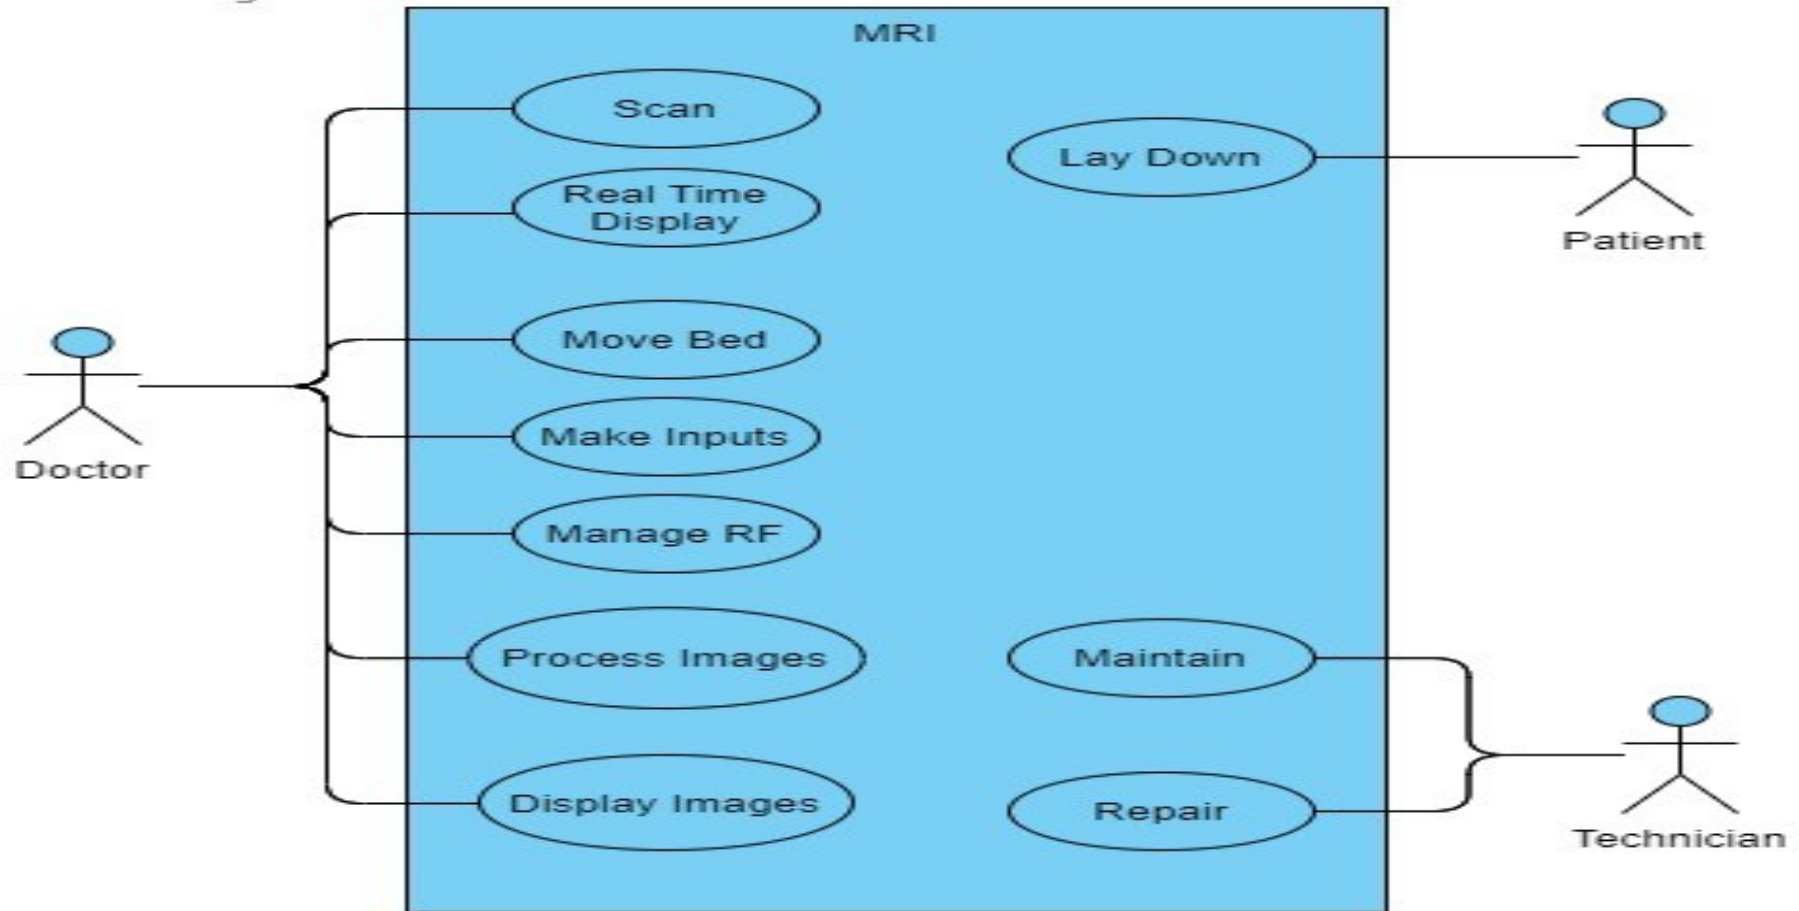 MRI
Scan
Real Time
Display
Move Bed
Make Inputs
Manage RF
Process Images
Display Images
Lay Down
Maintain
Repair
Doctor
Patient
Technician